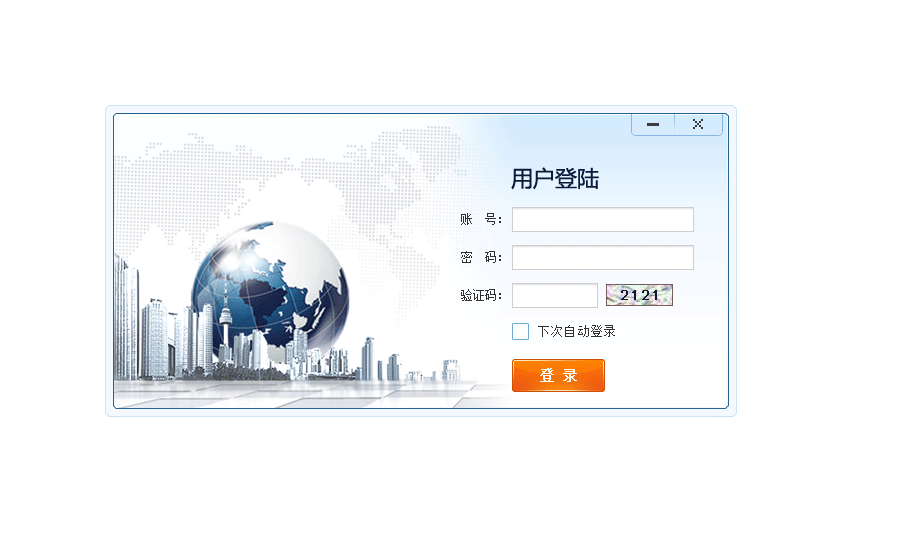 用户登陆
账 号：
密 码：
验证码： 2121
下次自动登录
登 录